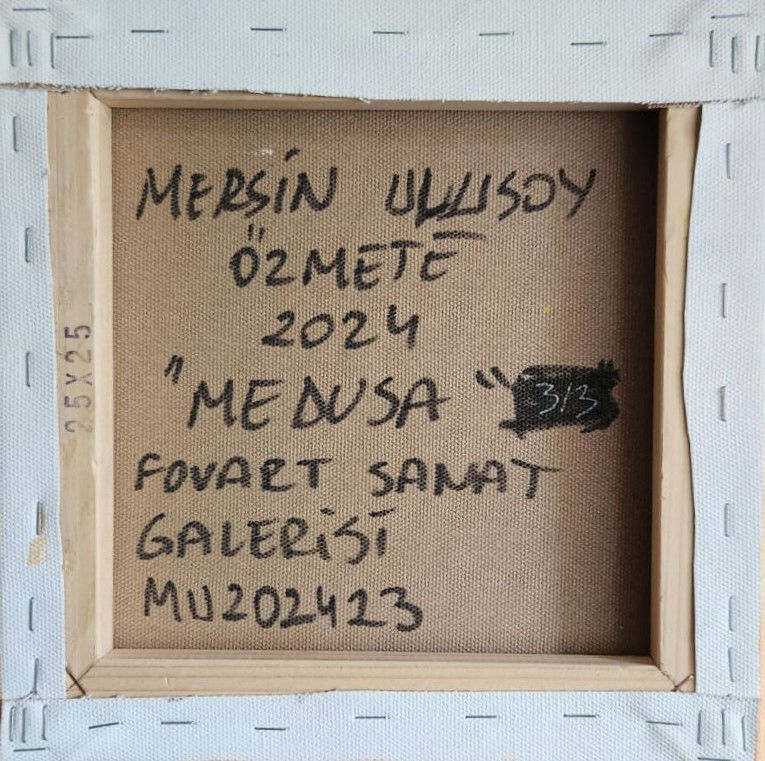 MERSİN ULUSOY
ÖZMETE
2024
"MEDUSA" 3/3
FOVART SANAT
GALERİSİ
MU202423
25X25